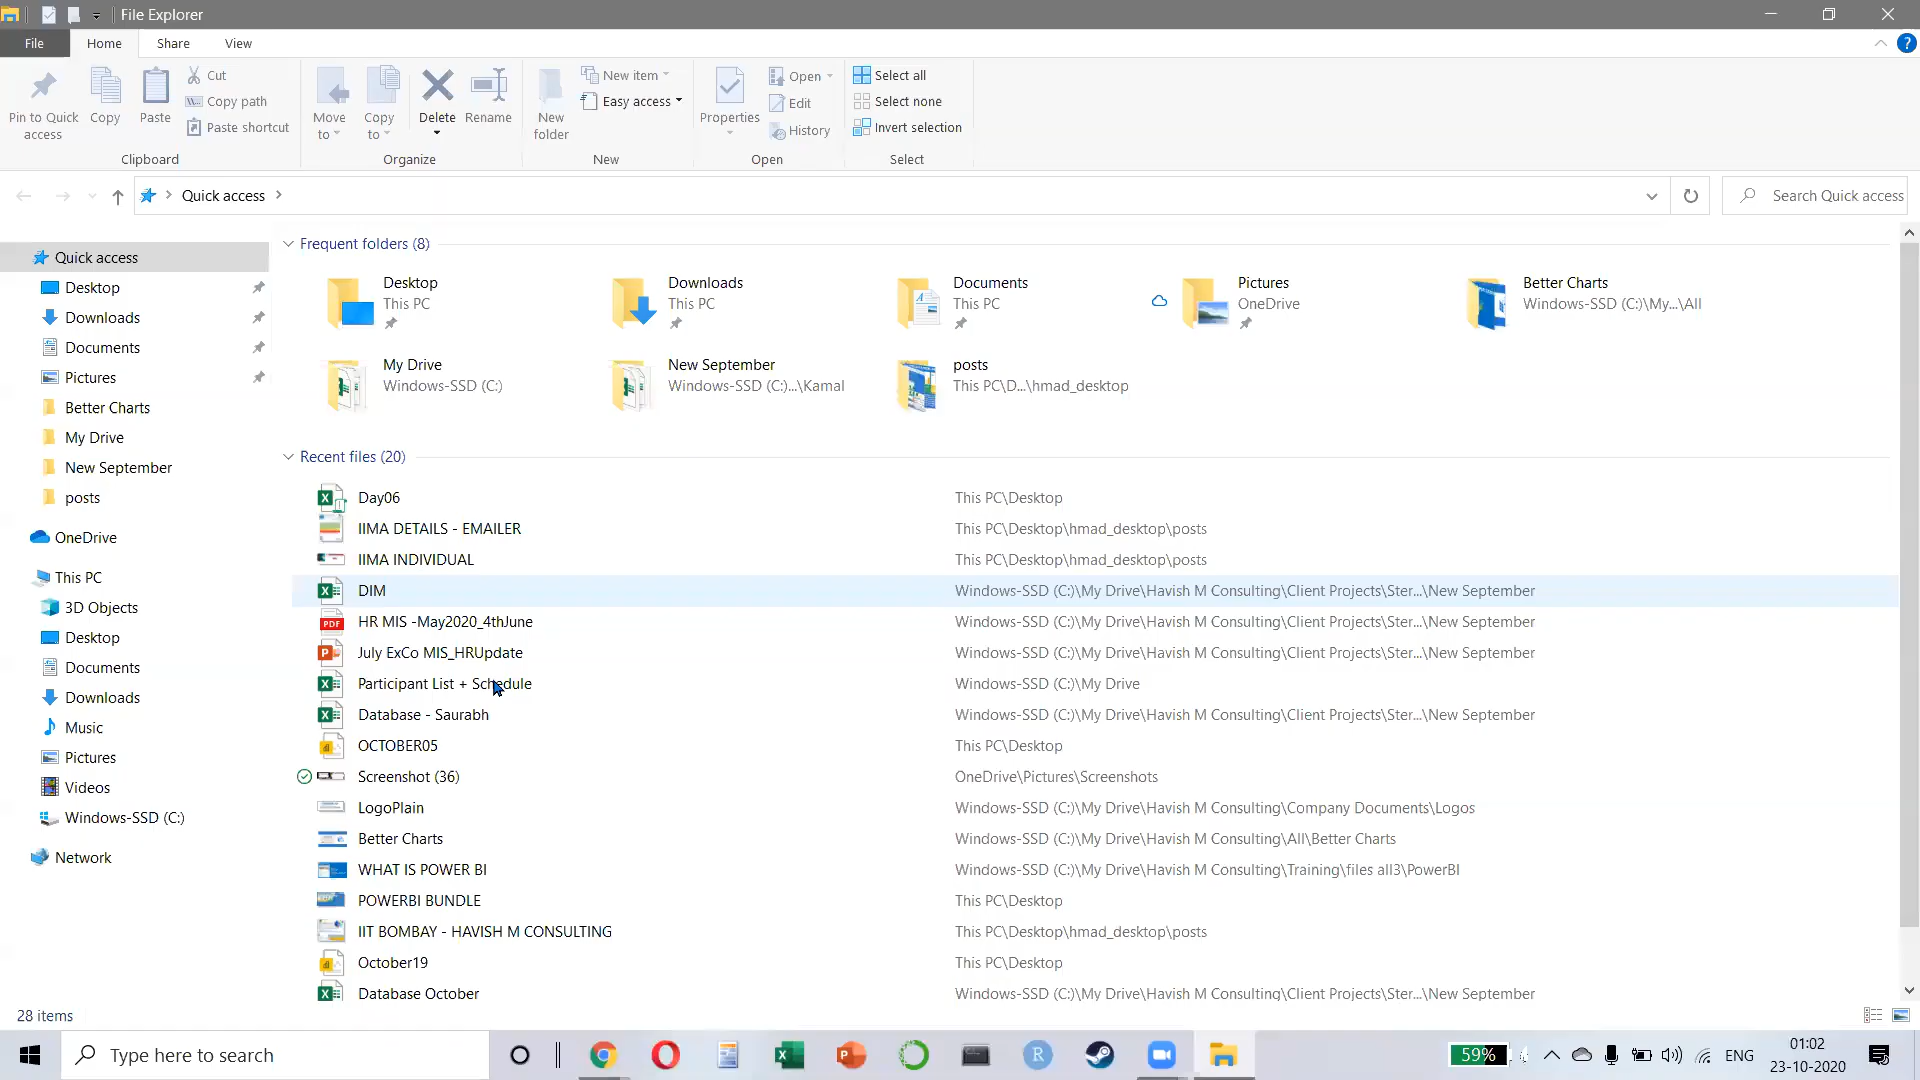 File Explorer
File Home Share View
Pin to Quick access
Copy
Paste
Cut
Copy path
Paste shortcut
Clipboard
Move to
Copy to
Delete
Rename
Organize
New folder
New item
Easy access
New
Properties
Open
Edit
History
Open
Select all
Select none
Invert selection
Select
Quick access
Search Quick access
Quick access
Desktop
Downloads
Documents
Pictures
Better Charts
My Drive
New September
posts
OneDrive
This PC
3D Objects
Desktop
Documents
Downloads
Music
Pictures
Videos
Windows-SSD (C:)
Network
Frequent folders (8)
Desktop
This PC
Downloads
This PC
Documents
This PC
Pictures
OneDrive
Better Charts
Windows-SSD (C:)\My...\All
My Drive
Windows-SSD (C:)
New September
Windows-SSD (C:)...\Kamal
posts
This PC\D...\hmad_desktop
Recent files (20)
Day06 This PC\Desktop
IIMA DETAILS - EMAILER This PC\Desktop\hmad_desktop\posts
IIMA INDIVIDUAL This PC\Desktop\hmad_desktop\posts
DIM Windows-SSD (C:)\My Drive\Havish M Consulting\Client Projects\Ster...\New September
HR MIS -May2020_4thJune Windows-SSD (C:)\My Drive\Havish M Consulting\Client Projects\Ster...\New September
July ExCo MIS_HRUpdate Windows-SSD (C:)\My Drive\Havish M Consulting\Client Projects\Ster...\New September
Participant List + Schedule Windows-SSD (C:)\My Drive
Database - Saurabh Windows-SSD (C:)\My Drive\Havish M Consulting\Client Projects\Ster...\New September
OCTOBER05 This PC\Desktop
Screenshot (36) OneDrive\Pictures\Screenshots
LogoPlain Windows-SSD (C:)\My Drive\Havish M Consulting\Company Documents\Logos
Better Charts Windows-SSD (C:)\My Drive\Havish M Consulting\All\Better Charts
WHAT IS POWER BI Windows-SSD (C:)\My Drive\Havish M Consulting\Training\files all3\PowerBI
POWERBI BUNDLE This PC\Desktop
IIT BOMBAY - HAVISH M CONSULTING This PC\Desktop\hmad_desktop\posts
October19 This PC\Desktop
Database October Windows-SSD (C:)\My Drive\Havish M Consulting\Client Projects\Ster...\New September
28 items
Type here to search
59%
ENG
01:02
23-10-2020